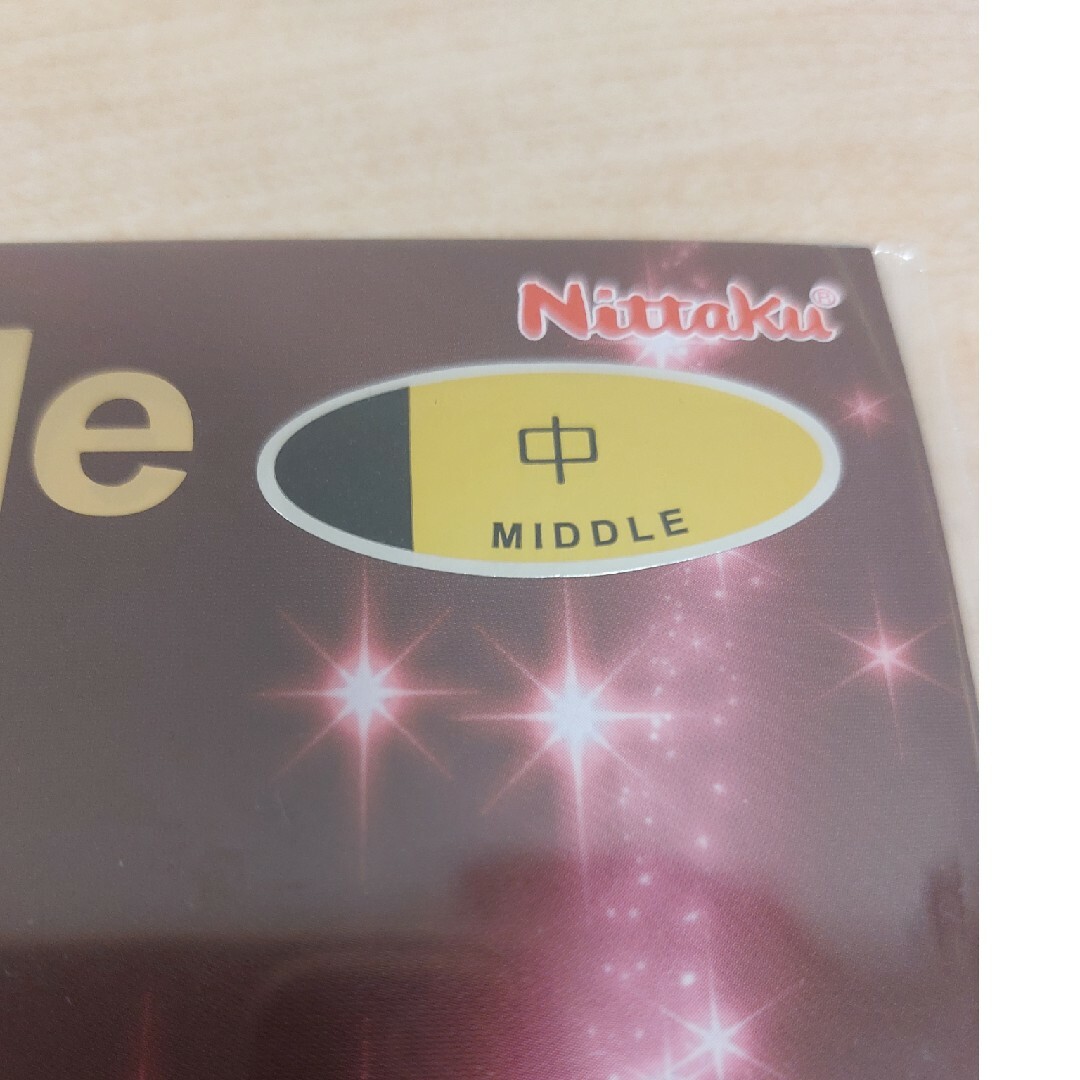 Nittaku®
le
中
MIDDLE